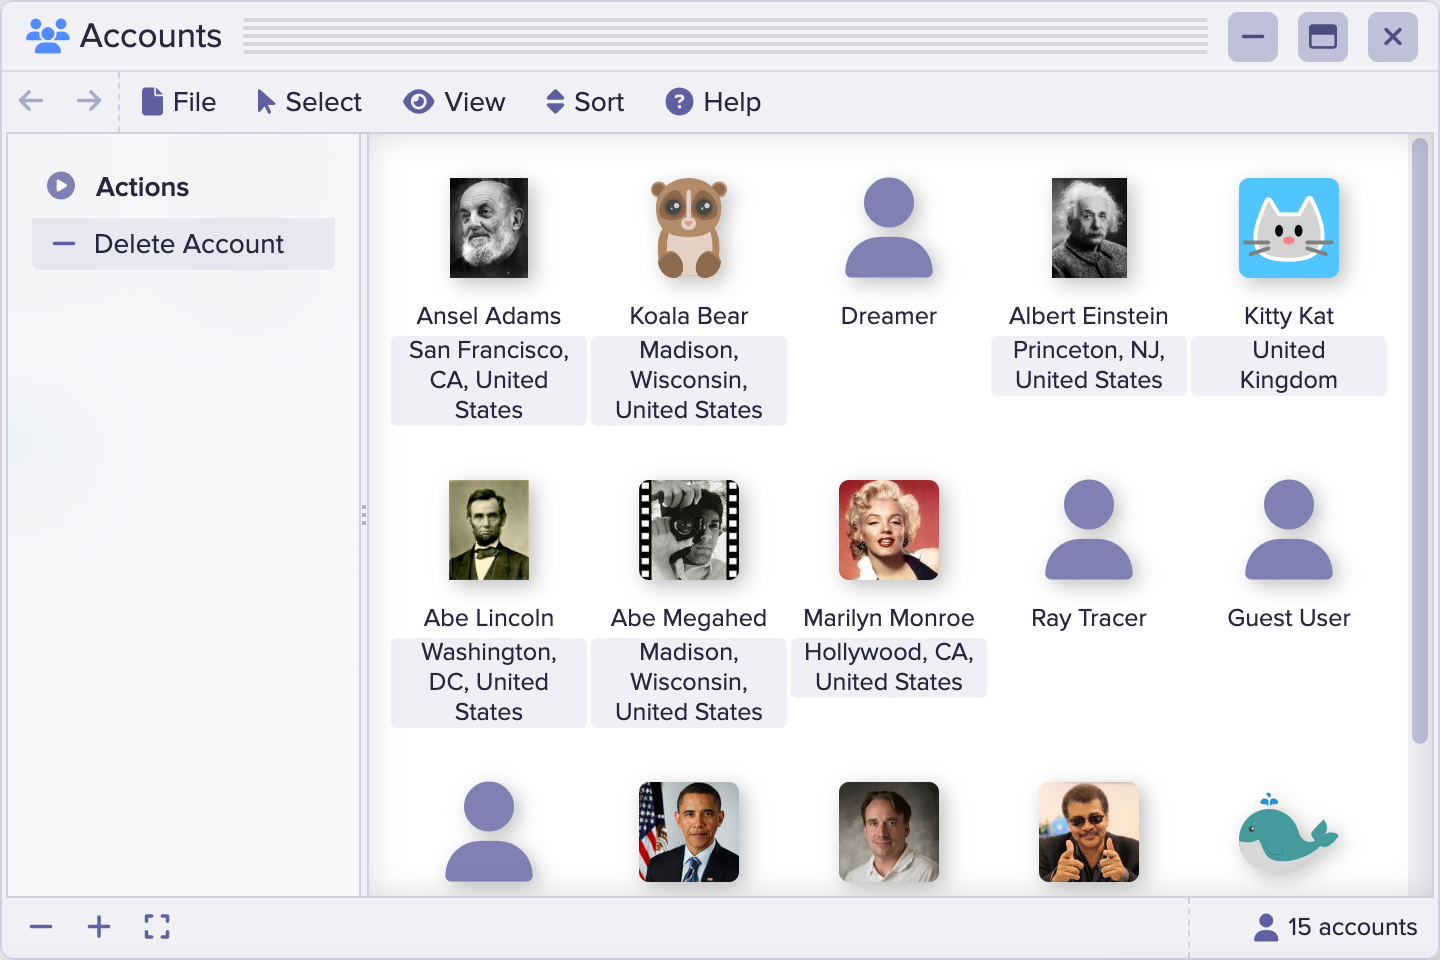 Accounts
File
Select
View
Sort
Help
Actions
Delete Account
Ansel Adams
San Francisco,
CA, United
States
Koala Bear
Madison,
Wisconsin,
United States
Dreamer
Albert Einstein
Princeton, NJ,
United States
Kitty Kat
United
Kingdom
Abe Lincoln
Washington,
DC, United
States
Abe Megahed
Madison,
Wisconsin,
United States
Marilyn Monroe
Hollywood, CA,
United States
Ray Tracer
Guest User
15 accounts